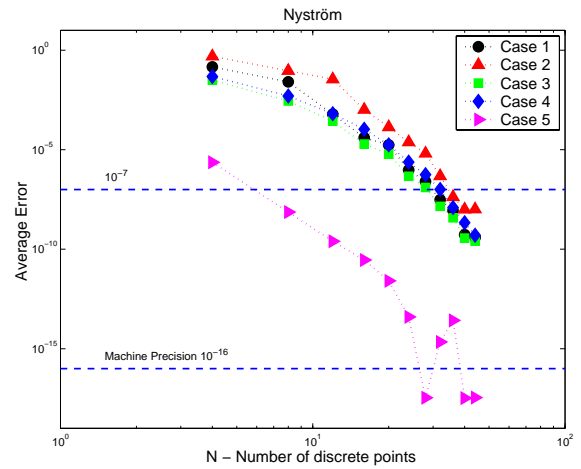 Nyström
10^0
10^-5
10^-10
10^-15
Average Error
Case 1
Case 2
Case 3
Case 4
Case 5
10^-7
Machine Precision 10^-16
10^0
10^1
10^2
N − Number of discrete points